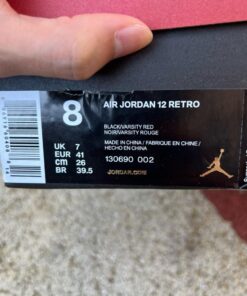 8
AIR JORDAN 12 RETRO
BLACK/VARSITY RED
NOIR/VARSITY ROUGE
UK 7
EUR 41
cm 26
BR 39.5
MADE IN CHINA / FABRIQUE EN CHINE /
HECHO EN CHINA
130690 002
JORDAN.COM